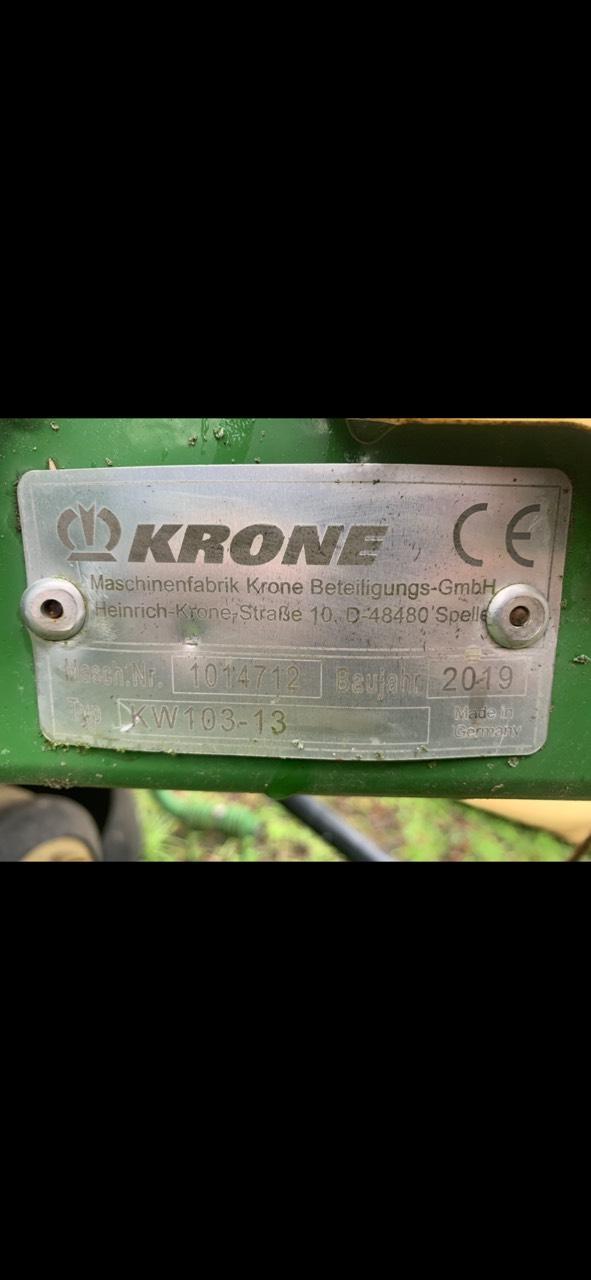 KRONE CE
Maschinenfabrik Krone Beteiligungs-GmbH
Heinrich-Krone-Straße 10, D-48480 Spelle
Masch.Nr. 1014712 Baujahr 2019
Typ KW103-13 Made in
Germany